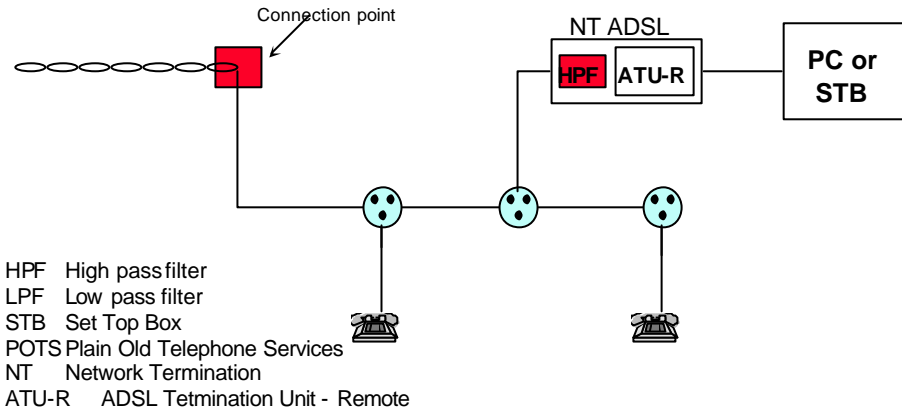 Connection point
NT ADSL
HPF ATU-R
PC or
STB
HPF High pass filter
LPF Low pass filter
STB Set Top Box
POTS Plain Old Telephone Services
NT Network Termination
ATU-R ADSL Tetmination Unit - Remote